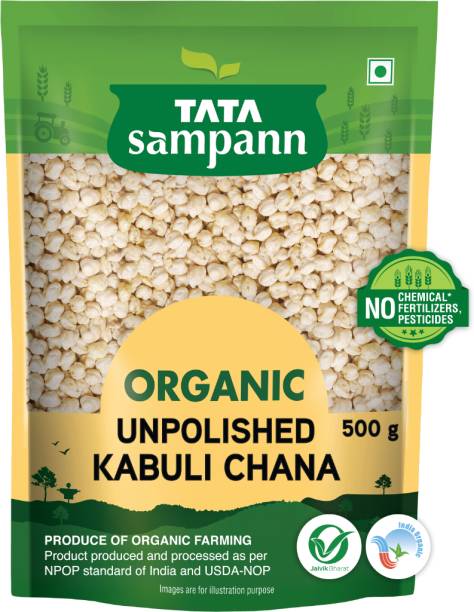 TATA
sampann
NO CHEMICAL*
FERTILIZERS,
PESTICIDES
ORGANIC
UNPOLISHED
KABULI CHANA
500 g
PRODUCE OF ORGANIC FARMING
Product produced and processed as per
NPOP standard of India and USDA-NOP
Jaivik Bharat
India Organic
Images are for illustration purpose